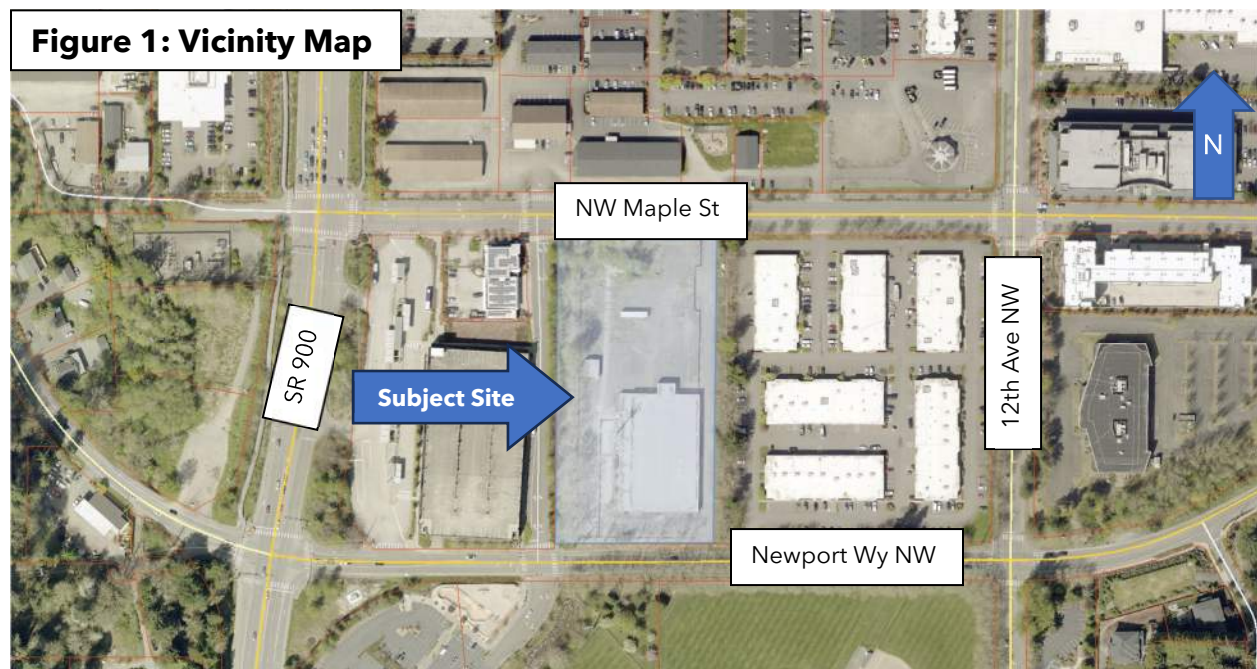 Figure 1: Vicinity Map
N
NW Maple St
SR 900
Subject Site
12th Ave NW
Newport Wy NW